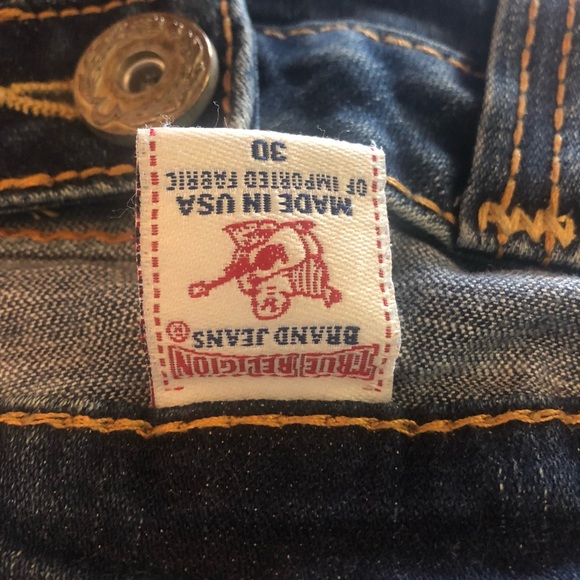 TRUE RELIGION
BRAND JEANS ®
MADE IN USA
OF IMPORTED FABRIC
30